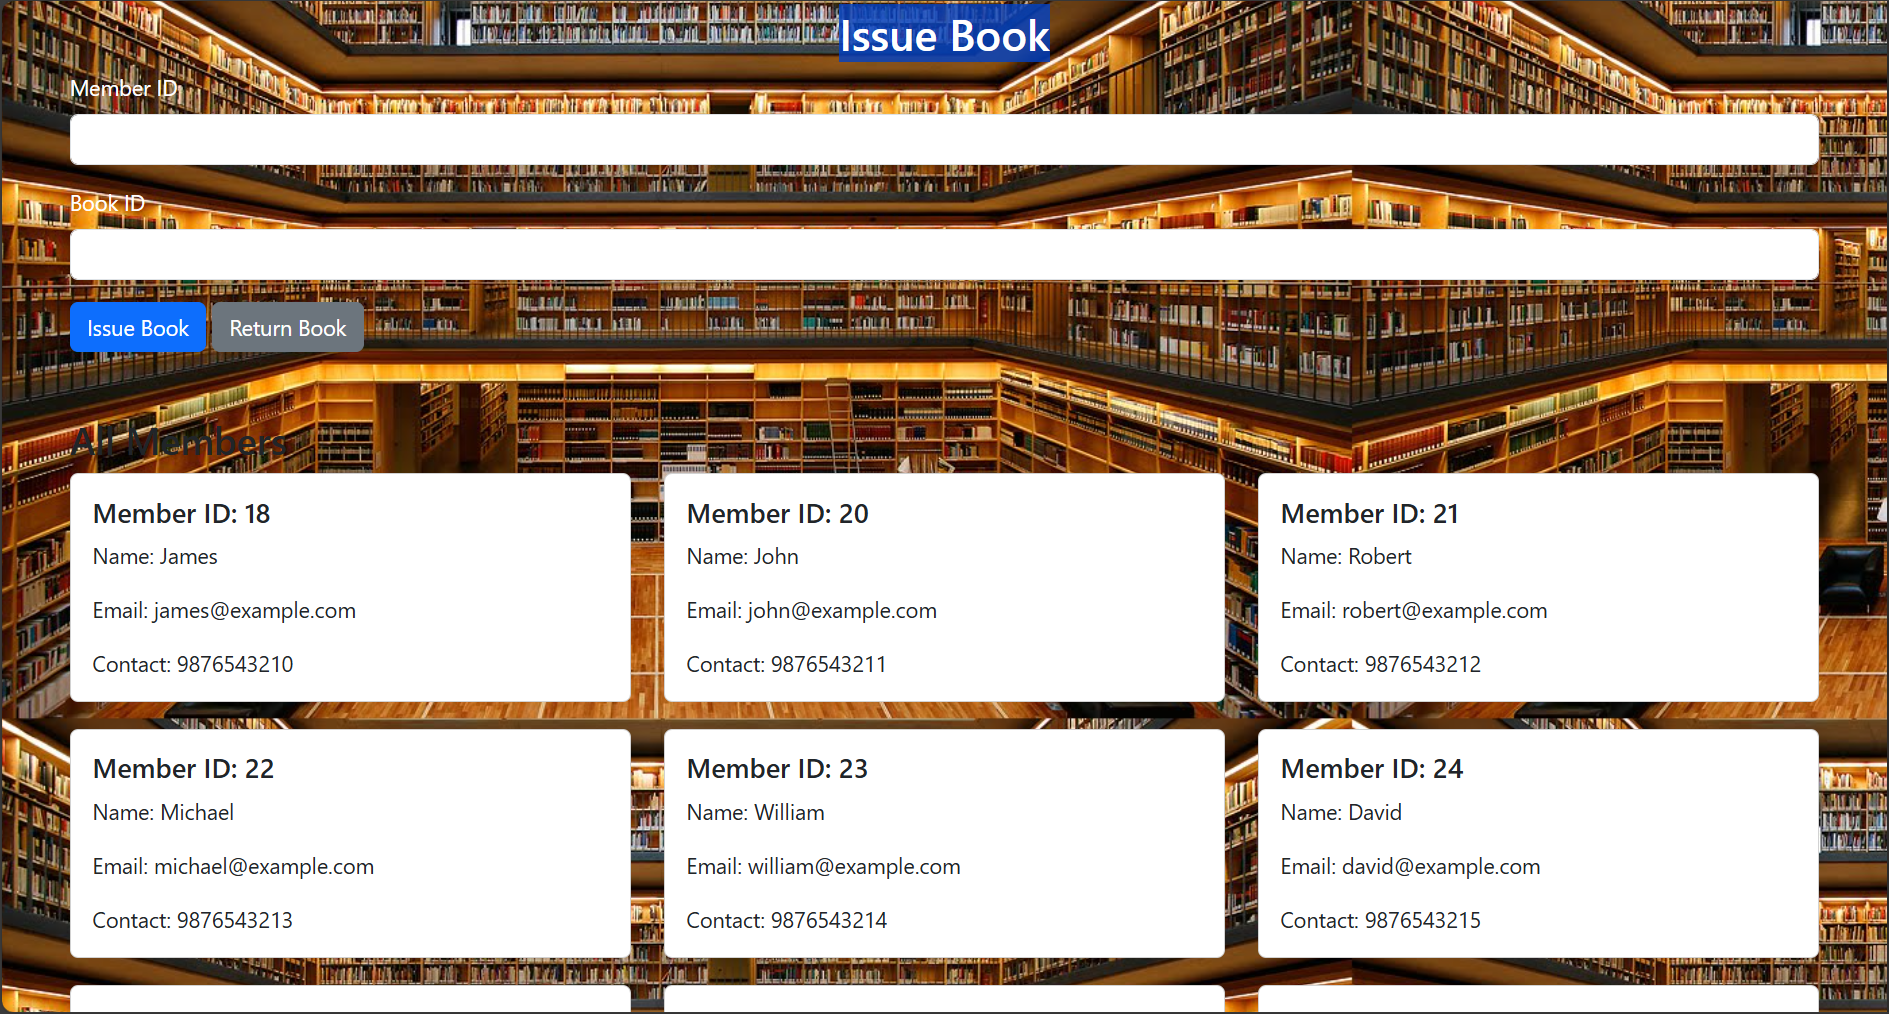 Issue Book
Member ID
Book ID
Issue Book Return Book
All Members
Member ID: 18
Name: James
Email: james@example.com
Contact: 9876543210
Member ID: 20
Name: John
Email: john@example.com
Contact: 9876543211
Member ID: 21
Name: Robert
Email: robert@example.com
Contact: 9876543212
Member ID: 22
Name: Michael
Email: michael@example.com
Contact: 9876543213
Member ID: 23
Name: William
Email: william@example.com
Contact: 9876543214
Member ID: 24
Name: David
Email: david@example.com
Contact: 9876543215